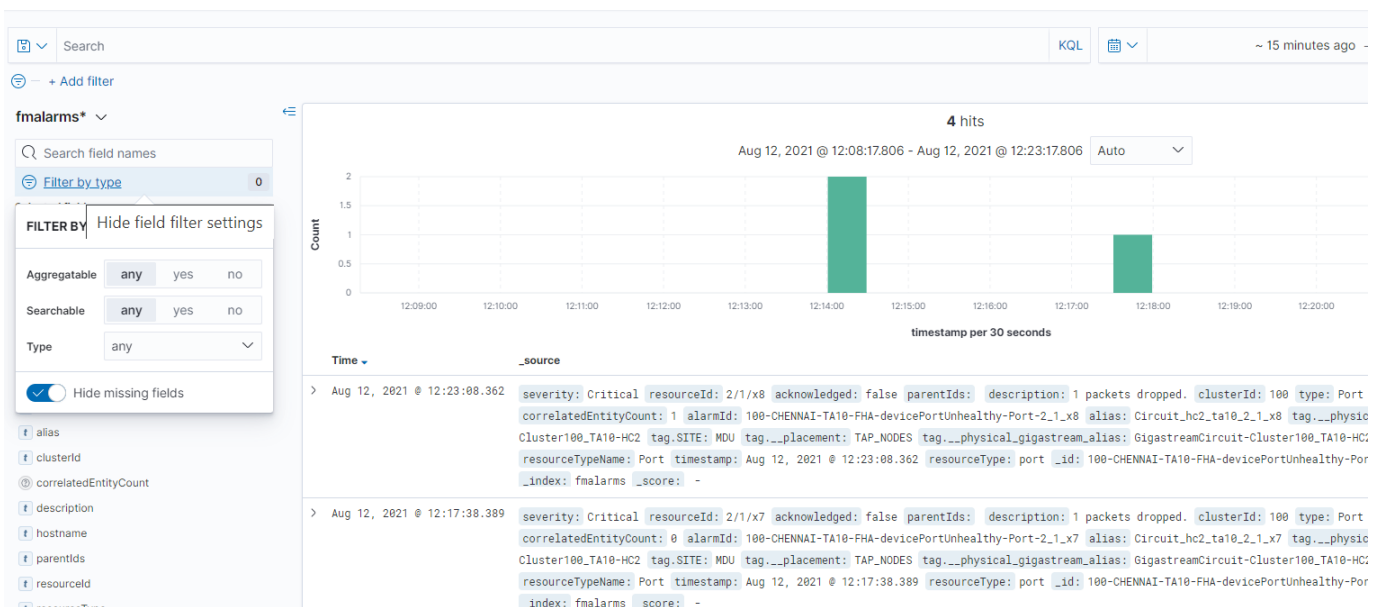 Search KQL ~ 15 minutes ago
+ Add filter
fmalarms*
Search field names
Filter by type 0
Hide field filter settings
FILTER BY
Aggregatable any yes no
Searchable any yes no
Type any
Hide missing fields
t alias
t clusterId
? correlatedEntityCount
t description
t hostname
t parentIds
t resourceId
4 hits
Aug 12, 2021 @ 12:08:17.806 - Aug 12, 2021 @ 12:23:17.806 Auto
2
1.5
1
0.5
0
Count
12:09:00 12:10:00 12:11:00 12:12:00 12:13:00 12:14:00 12:15:00 12:16:00 12:17:00 12:18:00 12:19:00 12:20:00
timestamp per 30 seconds
Time _source
Aug 12, 2021 @ 12:23:08.362 severity: Critical resourceId: 2/1/x8 acknowledged: false parentIds: description: 1 packets dropped. clusterId: 100 type: Port
correlatedEntityCount: 1 alarmId: 100-CHENNAI-TA10-FHA-devicePortUnhealthy-Port-2_1_x8 alias: Circuit_hc2_ta10_2_1_x8 tag.__physic
Cluster100_TA10-HC2 tag.SITE: MDU tag.__placement: TAP_NODES tag.__physical_gigastream_alias: GigastreamCircuit-Cluster100_TA10-HC2
resourceTypeName: Port timestamp: Aug 12, 2021 @ 12:23:08.362 resourceType: port _id: 100-CHENNAI-TA10-FHA-devicePortUnhealthy-Por
_index: fmalarms _score: -
Aug 12, 2021 @ 12:17:38.389 severity: Critical resourceId: 2/1/x7 acknowledged: false parentIds: description: 1 packets dropped. clusterId: 100 type: Port
correlatedEntityCount: 0 alarmId: 100-CHENNAI-TA10-FHA-devicePortUnhealthy-Port-2_1_x7 alias: Circuit_hc2_ta10_2_1_x7 tag.__physic
Cluster100_TA10-HC2 tag.SITE: MDU tag.__placement: TAP_NODES tag.__physical_gigastream_alias: GigastreamCircuit-Cluster100_TA10-HC2
resourceTypeName: Port timestamp: Aug 12, 2021 @ 12:17:38.389 resourceType: port _id: 100-CHENNAI-TA10-FHA-devicePortUnhealthy-Por
_index: fmalarms _score: -